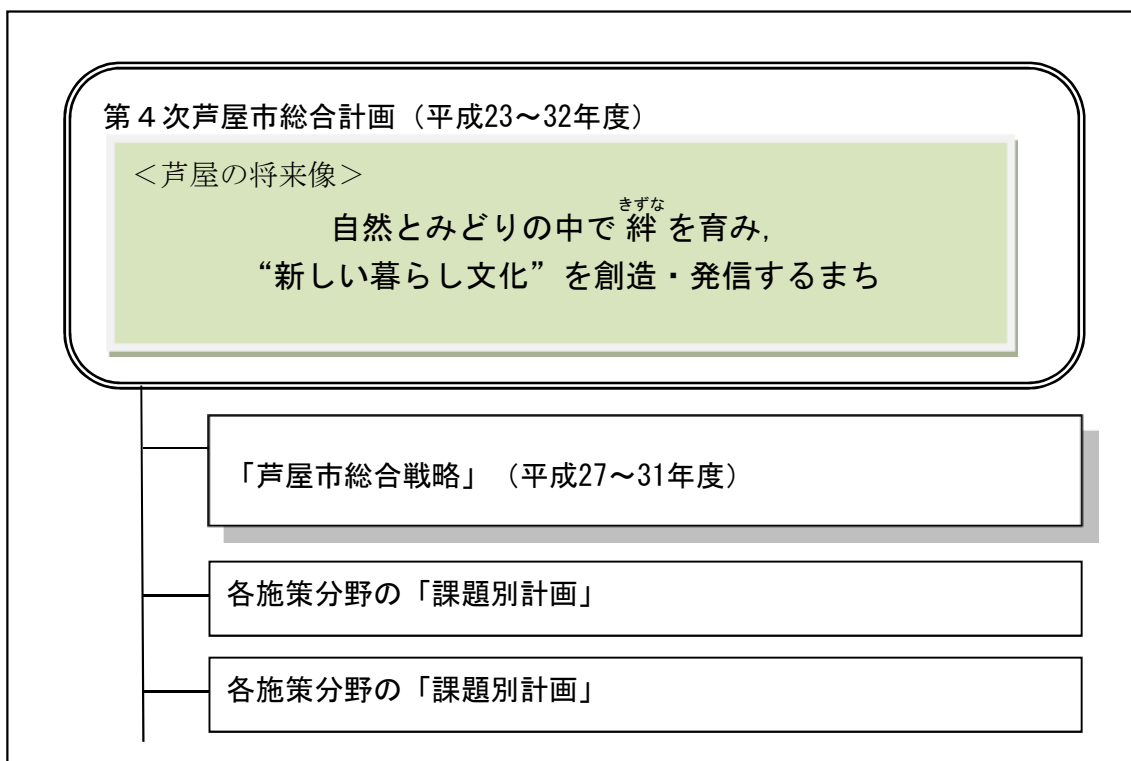 第４次芦屋市総合計画（平成23～32年度）
＜芦屋の将来像＞
きずな
自然とみどりの中で絆を育み,
“新しい暮らし文化”を創造・発信するまち
「芦屋市総合戦略」（平成27～31年度）
各施策分野の「課題別計画」
各施策分野の「課題別計画」